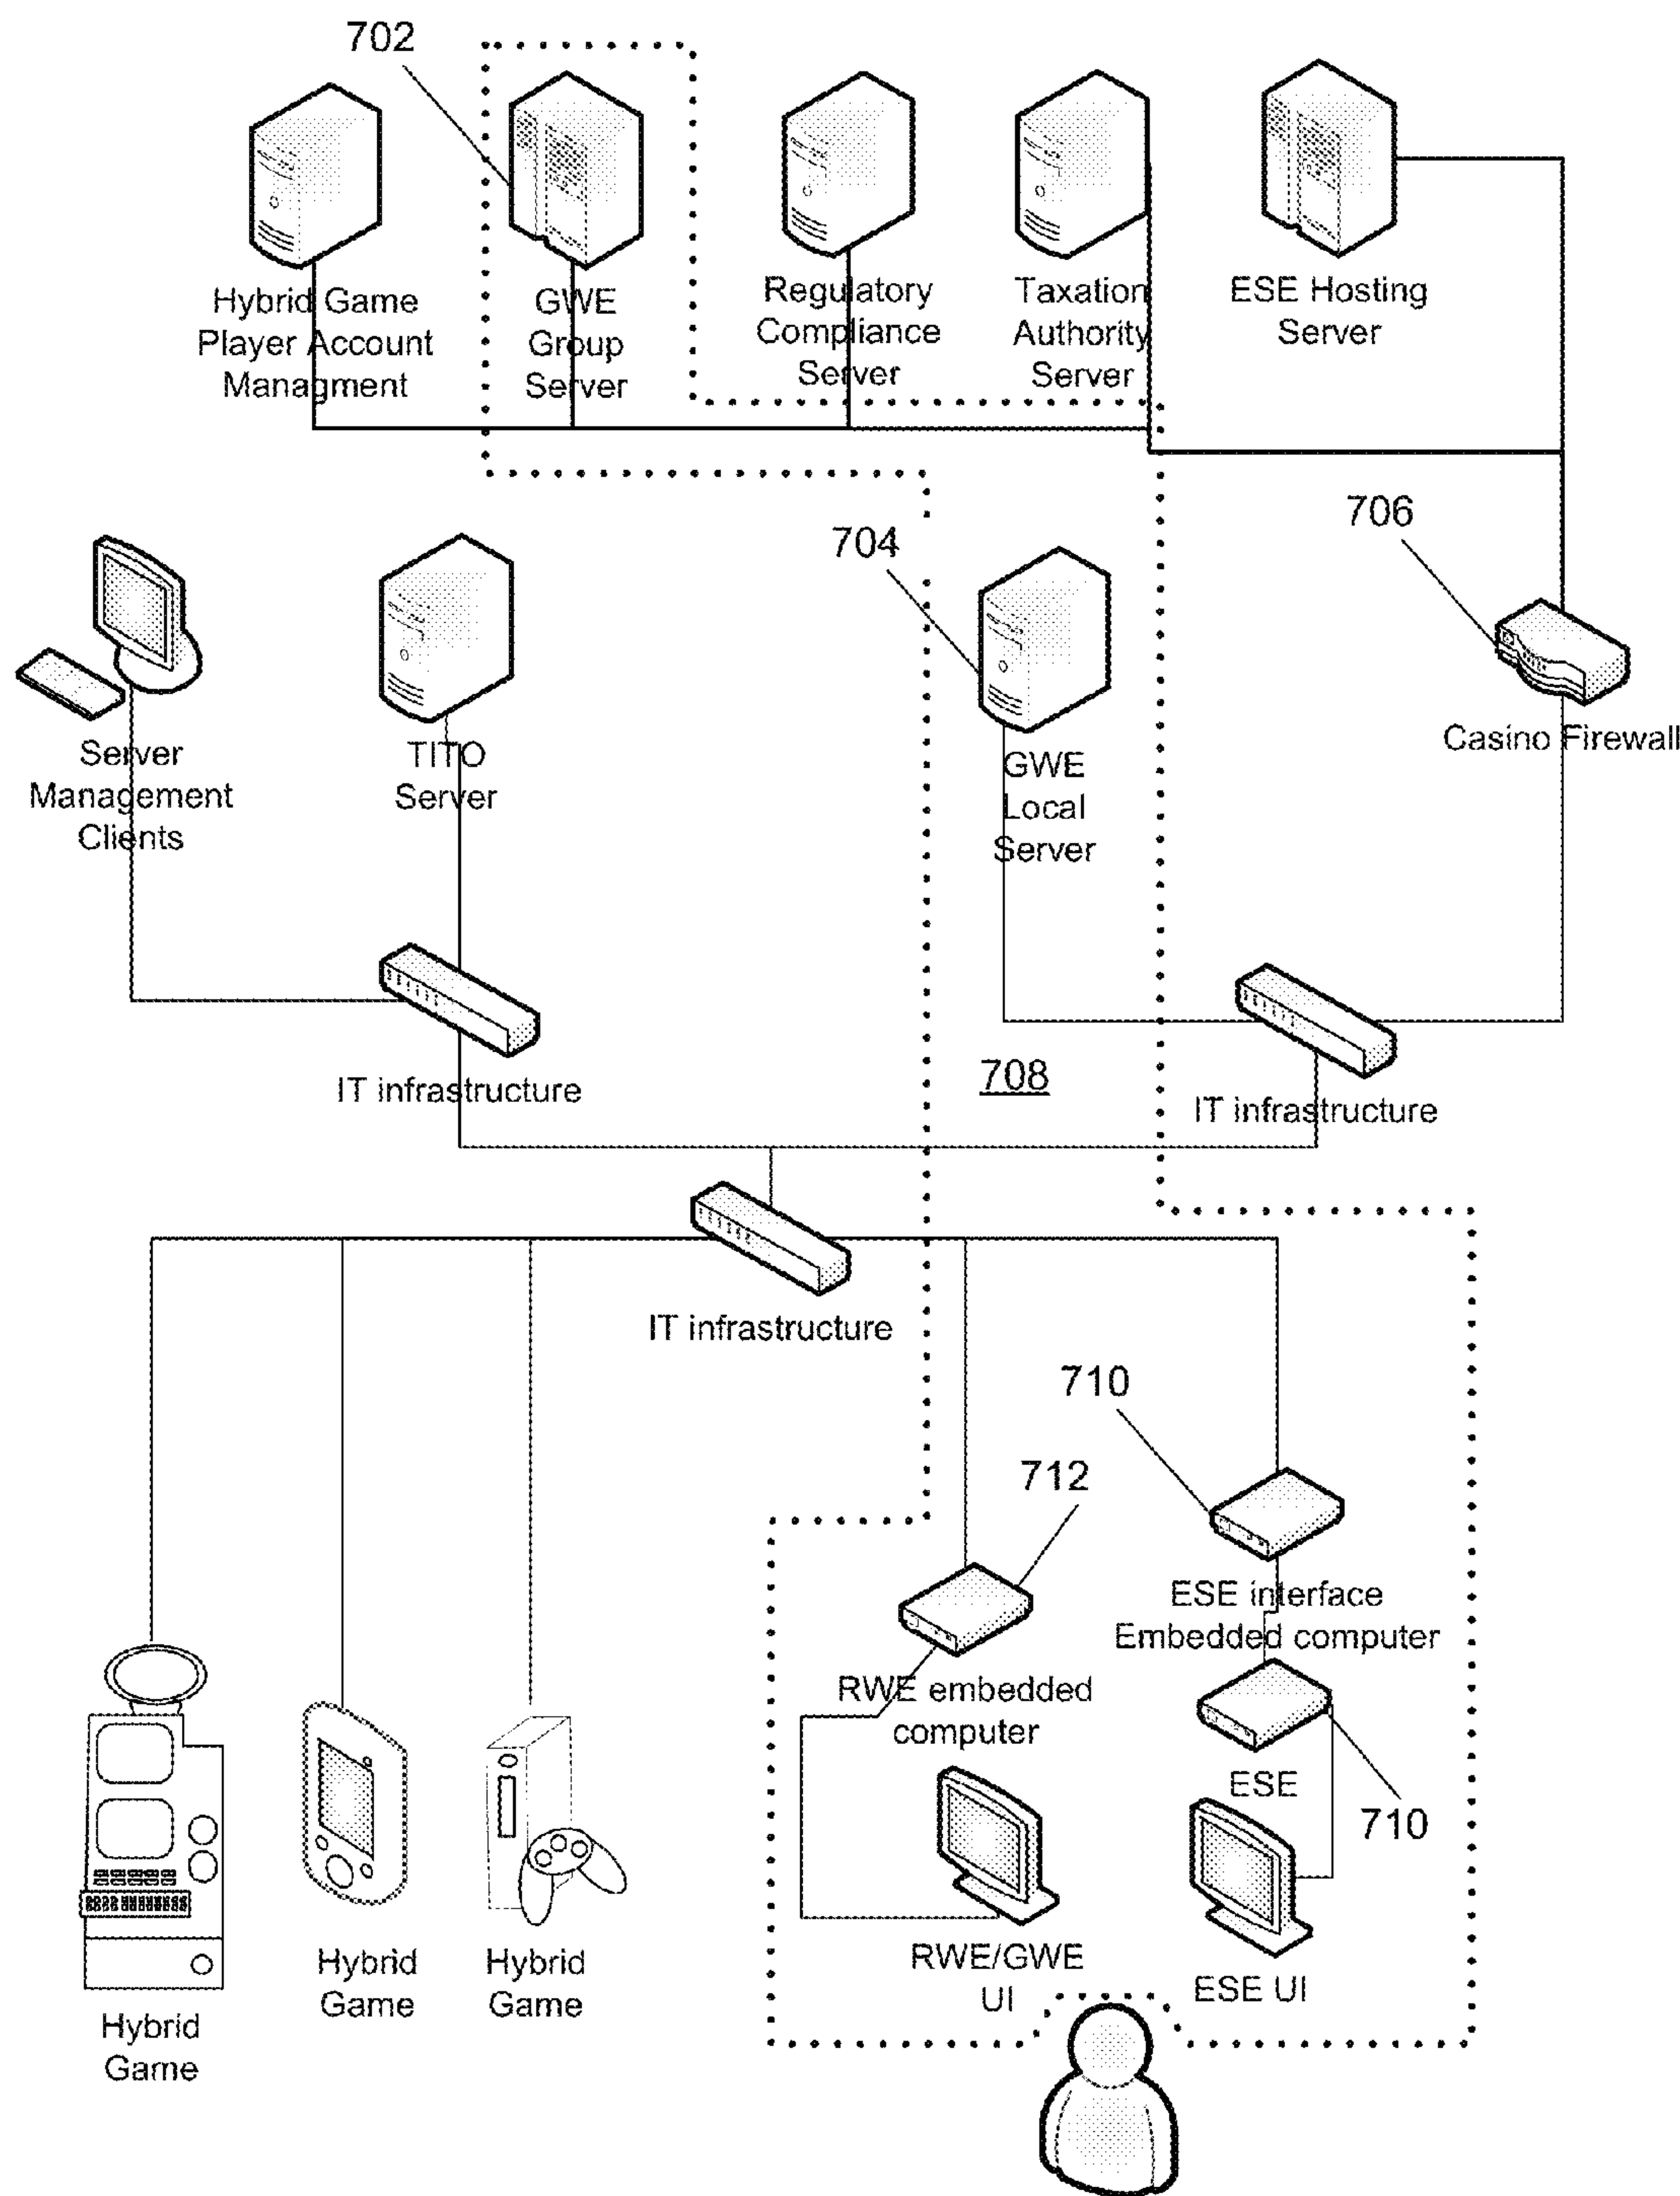 702
Hybrid Game
Player Account
Managment
GWE
Group
Server
Regulatory
Compliance
Server
Taxation
Authority
Server
ESE Hosting
Server
704
706
Server
Management
Clients
TITO
Server
GWE
Local
Server
Casino Firewall
IT infrastructure
708
IT infrastructure
IT infrastructure
710
712
ESE interface
Embedded computer
RWE embedded
computer
ESE
710
Hybrid
Game
Hybrid
Game
Hybrid
Game
RWE/GWE
UI
ESE UI